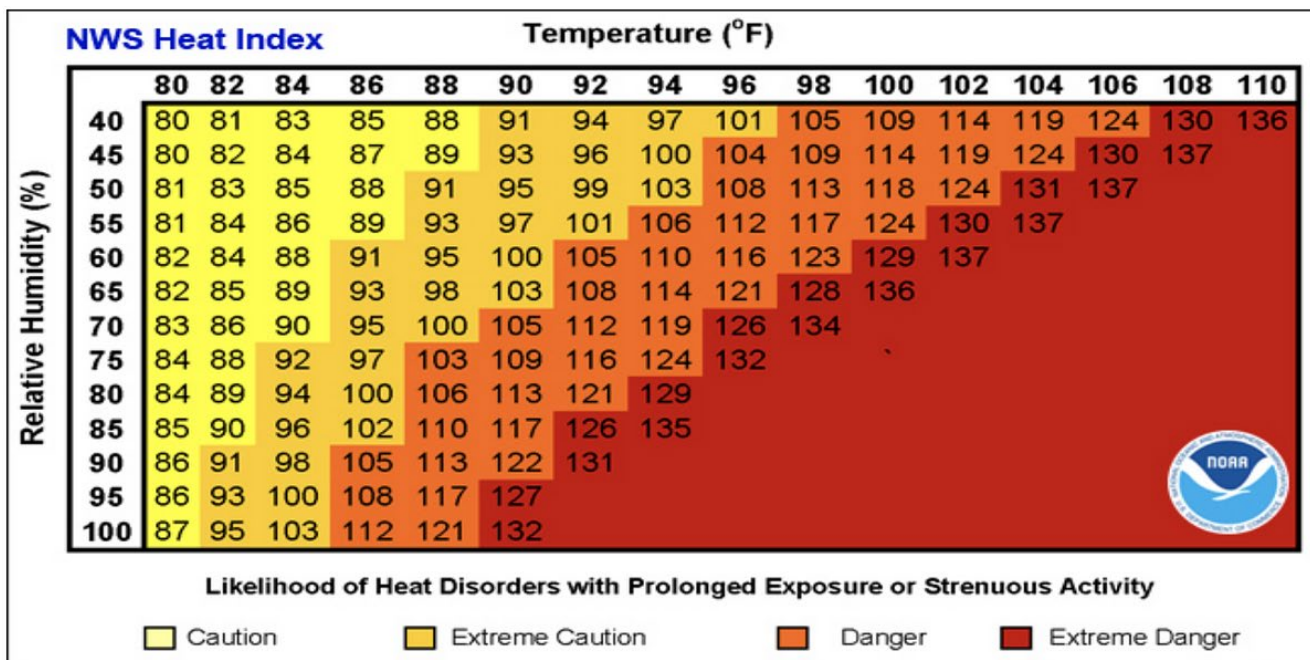 NWS Heat Index
Temperature (°F)
80 82 84 86 88 90 92 94 96 98 100 102 104 106 108 110
Relative Humidity (%)
40 80 81 83 85 88 91 94 97 101 105 109 114 119 124 130 136
45 80 82 84 87 89 93 96 100 104 109 114 119 124 130 137
50 81 83 85 88 91 95 99 103 108 113 118 124 131 137
55 81 84 86 89 93 97 101 106 112 117 124 130 137
60 82 84 88 91 95 100 105 110 116 123 129 137
65 82 85 89 93 98 103 108 114 121 128 136
70 83 86 90 95 100 105 112 119 126 134
75 84 88 92 97 103 109 116 124 132
80 84 89 94 100 106 113 121 129
85 85 90 96 102 110 117 126 135
90 86 91 98 105 113 122 131
95 86 93 100 108 117 127
100 87 95 103 112 121 132
NATIONAL OCEANIC AND ATMOSPHERIC ADMINISTRATION
NOAA
U.S. DEPARTMENT OF COMMERCE
Likelihood of Heat Disorders with Prolonged Exposure or Strenuous Activity
Caution Extreme Caution Danger Extreme Danger